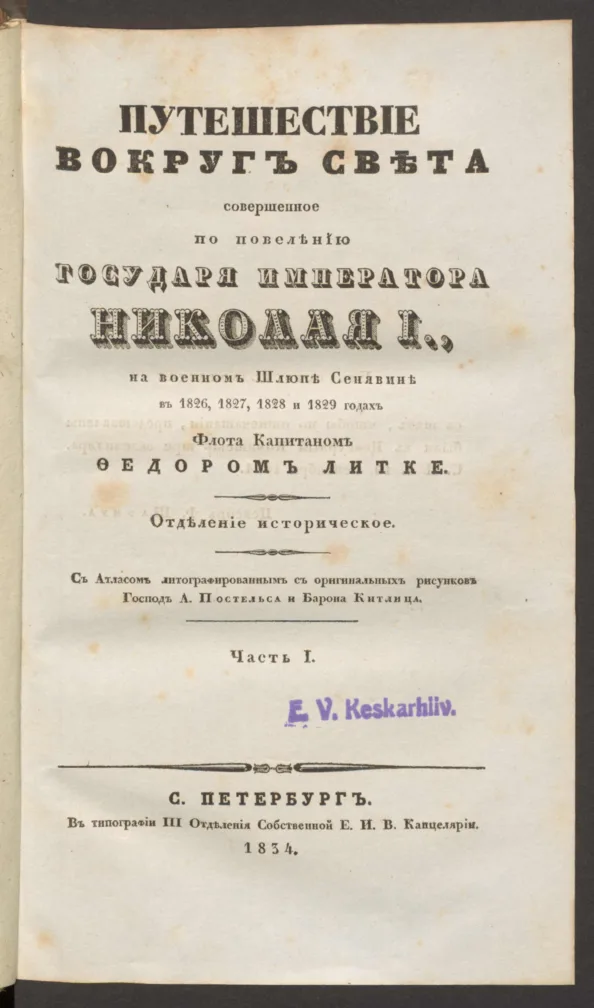 ПУТЕШЕСТВІЕ
ВОКРУГЪ СВѢТА
совершенное
по повелѣнію
ГОСУДАРЯ ИМПЕРАТОРА
НИКОЛАЯ I.,
на военномъ Шлюпѣ Сенявинѣ
въ 1826, 1827, 1828 и 1829 годахъ
Флота Капитаномъ
ѲЕДОРОМЪ ЛИТКЕ.
Отдѣленіе историческое.
Съ Атласомъ литографированнымъ съ оригинальныхъ рисунковъ
Господъ А. Постельса и Барона Китлица.
Часть I.
E. V. Keskarhiiv.
С. ПЕТЕРБУРГЪ.
Въ типографіи III Отдѣленія Собственной Е. И. В. Канцеляріи.
1834.